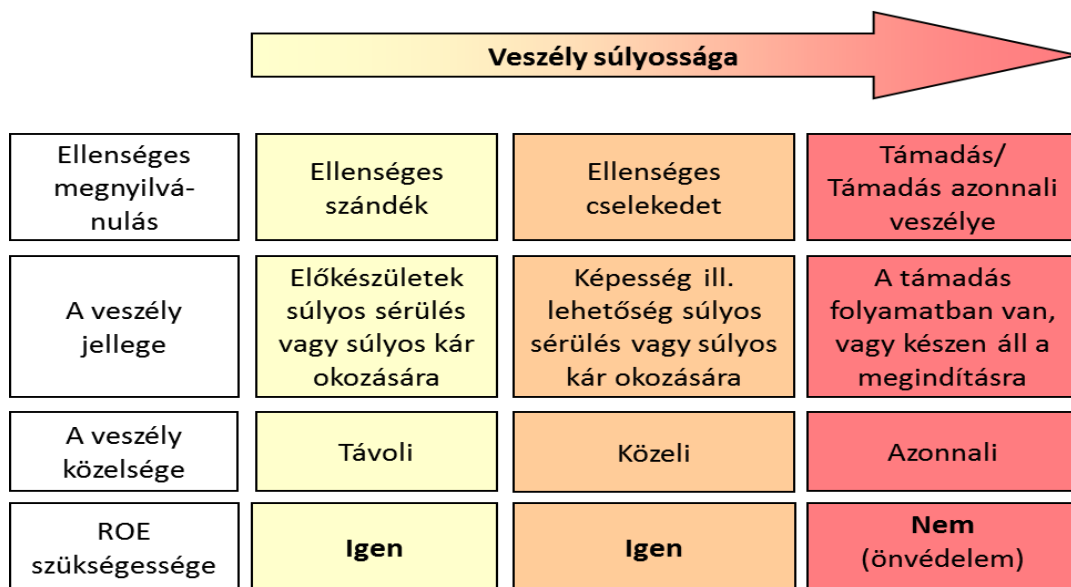 Veszély súlyossága
Ellenséges
megnyilvá-
nulás
Ellenséges
szándék
Ellenséges
cselekedet
Támadás/
Támadás azonnali
veszélye
A veszély
jellege
Előkészületek
súlyos sérülés
vagy súlyos kár
okozására
Képesség ill.
lehetőség súlyos
sérülés vagy súlyos
kár okozására
A támadás
folyamatban van,
vagy készen áll a
megindításra
A veszély
közelsége
Távoli
Közeli
Azonnali
ROE
szükségessége
Igen
Igen
Nem
(önvédelem)